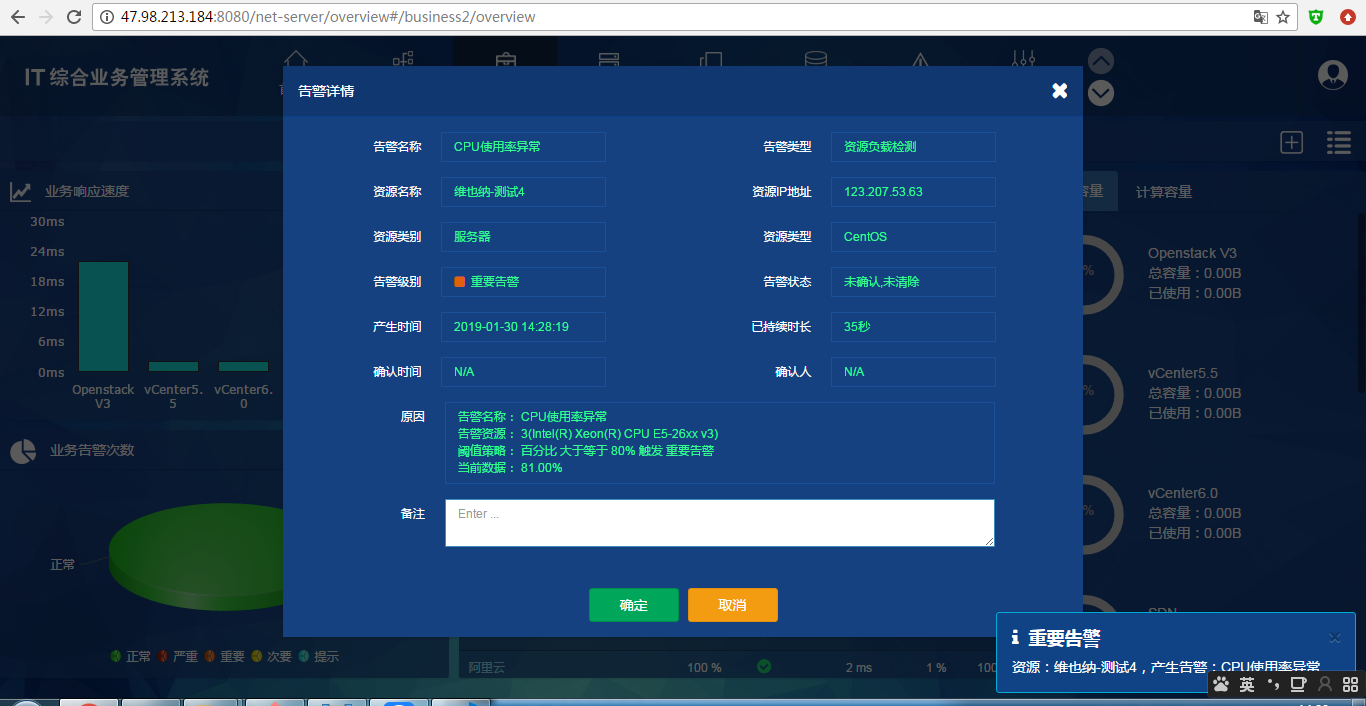 47.98.213.184:8080/net-server/overview#/business2/overview
IT 综合业务管理系统
告警详情
告警名称 CPU使用率异常 告警类型 资源负载检测
资源名称 维也纳-测试4 资源IP地址 123.207.53.63
资源类别 服务器 资源类型 CentOS
告警级别 重要告警 告警状态 未确认,未清除
产生时间 2019-01-30 14:28:19 已持续时长 35秒
确认时间 N/A 确认人 N/A
原因
告警名称： CPU使用率异常
告警资源： 3(Intel(R) Xeon(R) CPU E5-26xx v3)
阈值策略： 百分比 大于等于 80% 触发 重要告警
当前数据： 81.00%
备注
Enter ...
确定 取消
业务响应速度
30ms
24ms
18ms
12ms
6ms
0ms
Openstack V3
vCenter5.
5
vCenter6.
0
业务告警次数
正常
正常 严重 重要 次要 提示
阿里云 100 % 2 ms 1 % 100
容量 计算容量
%
Openstack V3
总容量：0.00B
已使用：0.00B
%
vCenter5.5
总容量：0.00B
已使用：0.00B
%
vCenter6.0
总容量：0.00B
已使用：0.00B
SDN
重要告警
资源：维也纳-测试4，产生告警：CPU使用率异常
英